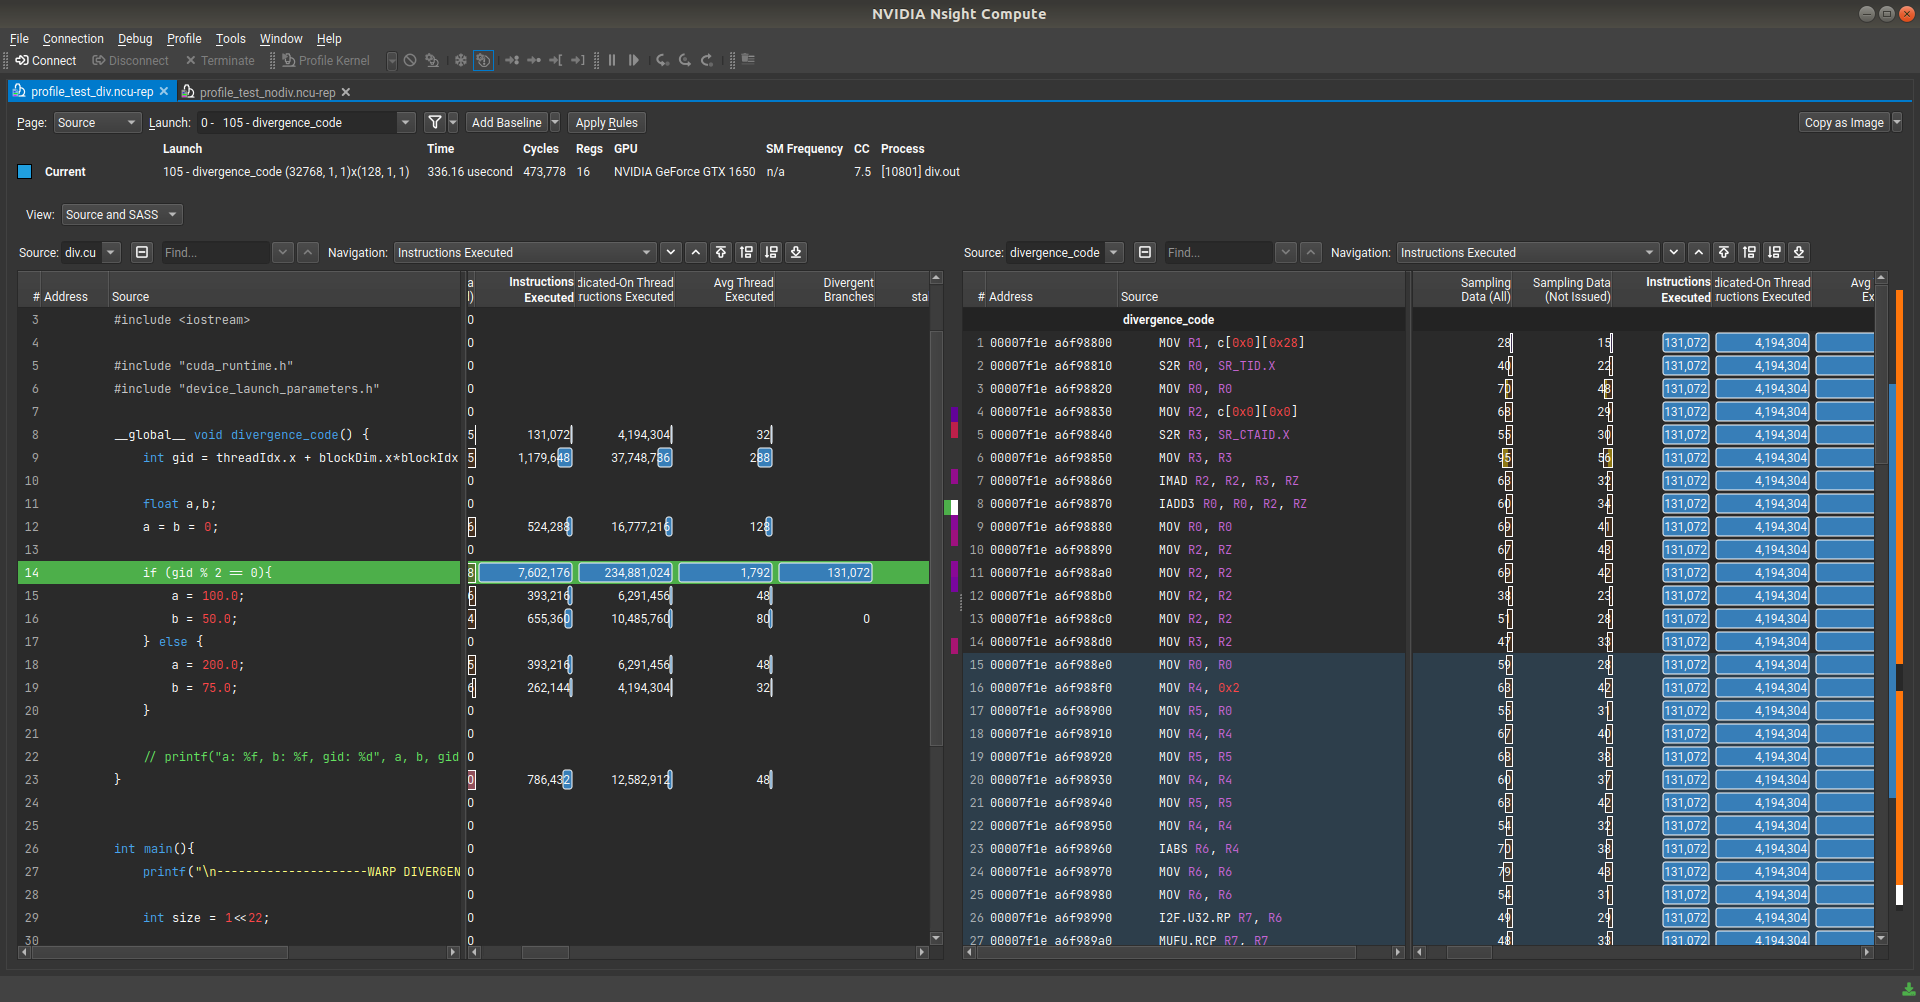 NVIDIA Nsight Compute
File Connection Debug Profile Tools Window Help
Connect Disconnect Terminate Profile Kernel
profile_test_div.ncu-rep profile_test_nodiv.ncu-rep
Page: Source Launch: 0 - 105 - divergence_code Add Baseline Apply Rules Copy as Image
Launch Time Cycles Regs GPU SM Frequency CC Process
Current 105 - divergence_code (32768, 1, 1)x(128, 1, 1) 336.16 usecond 473,778 16 NVIDIA GeForce GTX 1650 n/a 7.5 [10801] div.out
View: Source and SASS
Source: div.cu Find... Navigation: Instructions Executed
# Address Source Instructions Executed dicated-On Thread ructions Executed Avg Thread Executed Divergent Branches sta
3 #include <iostream> 0
4 0
5 #include "cuda_runtime.h" 0
6 #include "device_launch_parameters.h" 0
7 0
8 __global__ void divergence_code() { 5 131,072 4,194,304 32
9 int gid = threadIdx.x + blockDim.x*blockIdx 5 1,179,648 37,748,736 288
10 0
11 float a,b; 0
12 a = b = 0; 6 524,288 16,777,216 128
13 0
14 if (gid % 2 == 0){ 8 7,602,176 234,881,024 1,792 131,072
15 a = 100.0; 6 393,216 6,291,456 48
16 b = 50.0; 4 655,360 10,485,760 80 0
17 } else { 0
18 a = 200.0; 5 393,216 6,291,456 48
19 b = 75.0; 6 262,144 4,194,304 32
20 } 0
21 0
22 // printf("a: %f, b: %f, gid: %d", a, b, gid 0
23 } 0 786,432 12,582,912 48
24 0
25 0
26 int main(){ 0
27 printf("\n---------------------WARP DIVERGEN 0
28 0
29 int size = 1<<22; 0
30 0
Source: divergence_code Find... Navigation: Instructions Executed
# Address Source Sampling Data (All) Sampling Data (Not Issued) Instructions Executed dicated-On Thread ructions Executed Avg Ex
divergence_code
1 00007f1e a6f98800 MOV R1, c[0x0][0x28] 28 15 131,072 4,194,304
2 00007f1e a6f98810 S2R R0, SR_TID.X 40 22 131,072 4,194,304
3 00007f1e a6f98820 MOV R0, R0 70 48 131,072 4,194,304
4 00007f1e a6f98830 MOV R2, c[0x0][0x0] 68 29 131,072 4,194,304
5 00007f1e a6f98840 S2R R3, SR_CTAID.X 55 30 131,072 4,194,304
6 00007f1e a6f98850 MOV R3, R3 95 56 131,072 4,194,304
7 00007f1e a6f98860 IMAD R2, R2, R3, RZ 63 32 131,072 4,194,304
8 00007f1e a6f98870 IADD3 R0, R0, R2, RZ 60 34 131,072 4,194,304
9 00007f1e a6f98880 MOV R0, R0 69 41 131,072 4,194,304
10 00007f1e a6f98890 MOV R2, RZ 67 43 131,072 4,194,304
11 00007f1e a6f988a0 MOV R2, R2 69 42 131,072 4,194,304
12 00007f1e a6f988b0 MOV R2, R2 38 23 131,072 4,194,304
13 00007f1e a6f988c0 MOV R2, R2 51 28 131,072 4,194,304
14 00007f1e a6f988d0 MOV R3, R2 47 33 131,072 4,194,304
15 00007f1e a6f988e0 MOV R0, R0 59 28 131,072 4,194,304
16 00007f1e a6f988f0 MOV R4, 0x2 63 42 131,072 4,194,304
17 00007f1e a6f98900 MOV R5, R0 55 31 131,072 4,194,304
18 00007f1e a6f98910 MOV R4, R4 67 40 131,072 4,194,304
19 00007f1e a6f98920 MOV R5, R5 68 38 131,072 4,194,304
20 00007f1e a6f98930 MOV R4, R4 60 37 131,072 4,194,304
21 00007f1e a6f98940 MOV R5, R5 63 42 131,072 4,194,304
22 00007f1e a6f98950 MOV R4, R4 54 32 131,072 4,194,304
23 00007f1e a6f98960 IABS R6, R4 70 38 131,072 4,194,304
24 00007f1e a6f98970 MOV R6, R6 79 43 131,072 4,194,304
25 00007f1e a6f98980 MOV R6, R6 54 31 131,072 4,194,304
26 00007f1e a6f98990 I2F.U32.RP R7, R6 49 29 131,072 4,194,304
27 00007f1e a6f989a0 MUFU.RCP R7, R7 48 33 131,072 4,194,304